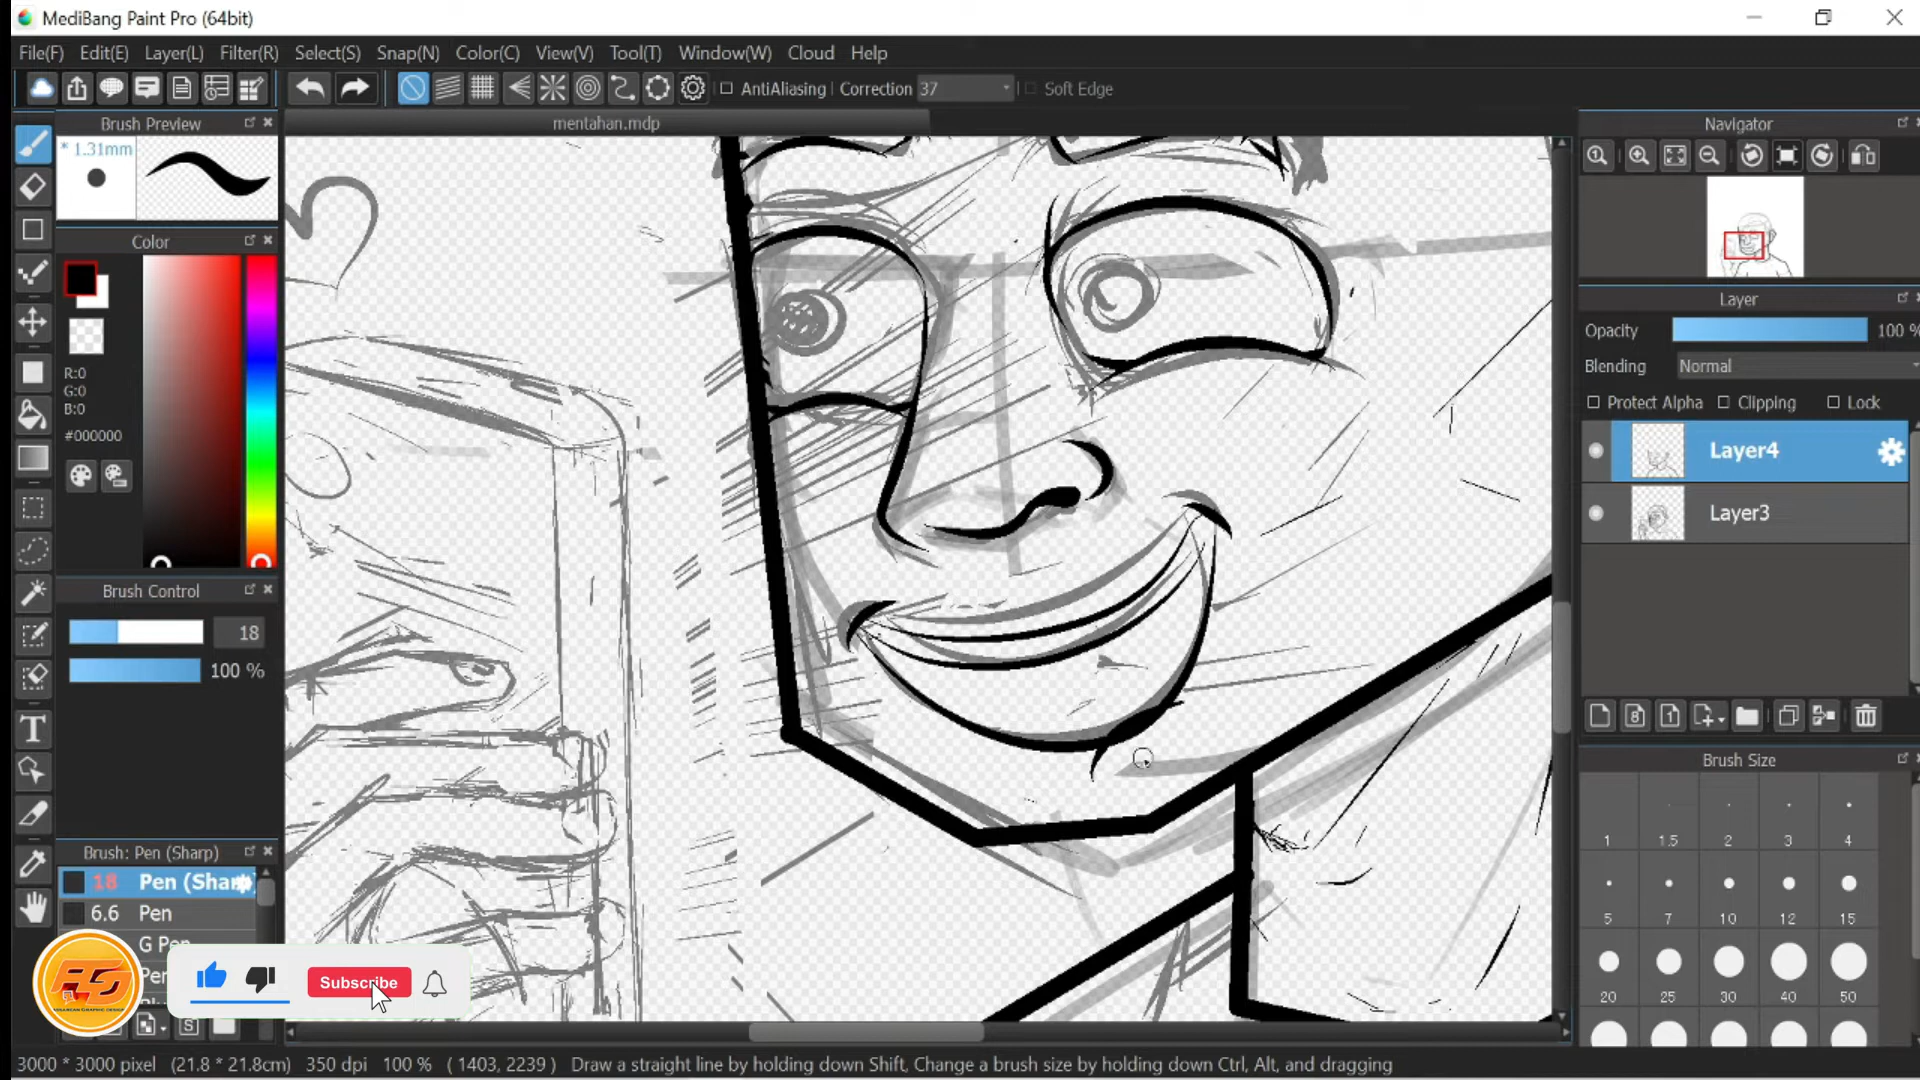 MediBang Paint Pro (64bit)
File(F) Edit(E) Layer(L) Filter(R) Select(S) Snap(N) Color(C) View(V) Tool(T) Window(W) Cloud Help
AntiAliasing Correction 37 Soft Edge
Brush Preview
* 1.31mm
mentahan.mdp
Navigator
Color
R:0
G:0
B:0
#000000
Layer
Opacity 100 %
Blending Normal
Protect Alpha Clipping Lock
Layer4
Layer3
Brush Control
18
100 %
Brush Size
1 1.5 2 3 4
5 7 10 12 15
20 25 30 40 50
Brush: Pen (Sharp)
18 Pen (Shar
6.6 Pen
G Pen
Subscribe
3000 * 3000 pixel (21.8 * 21.8cm) 350 dpi 100 % ( 1403, 2239 ) Draw a straight line by holding down Shift, Change a brush size by holding down Ctrl, Alt, and dragging